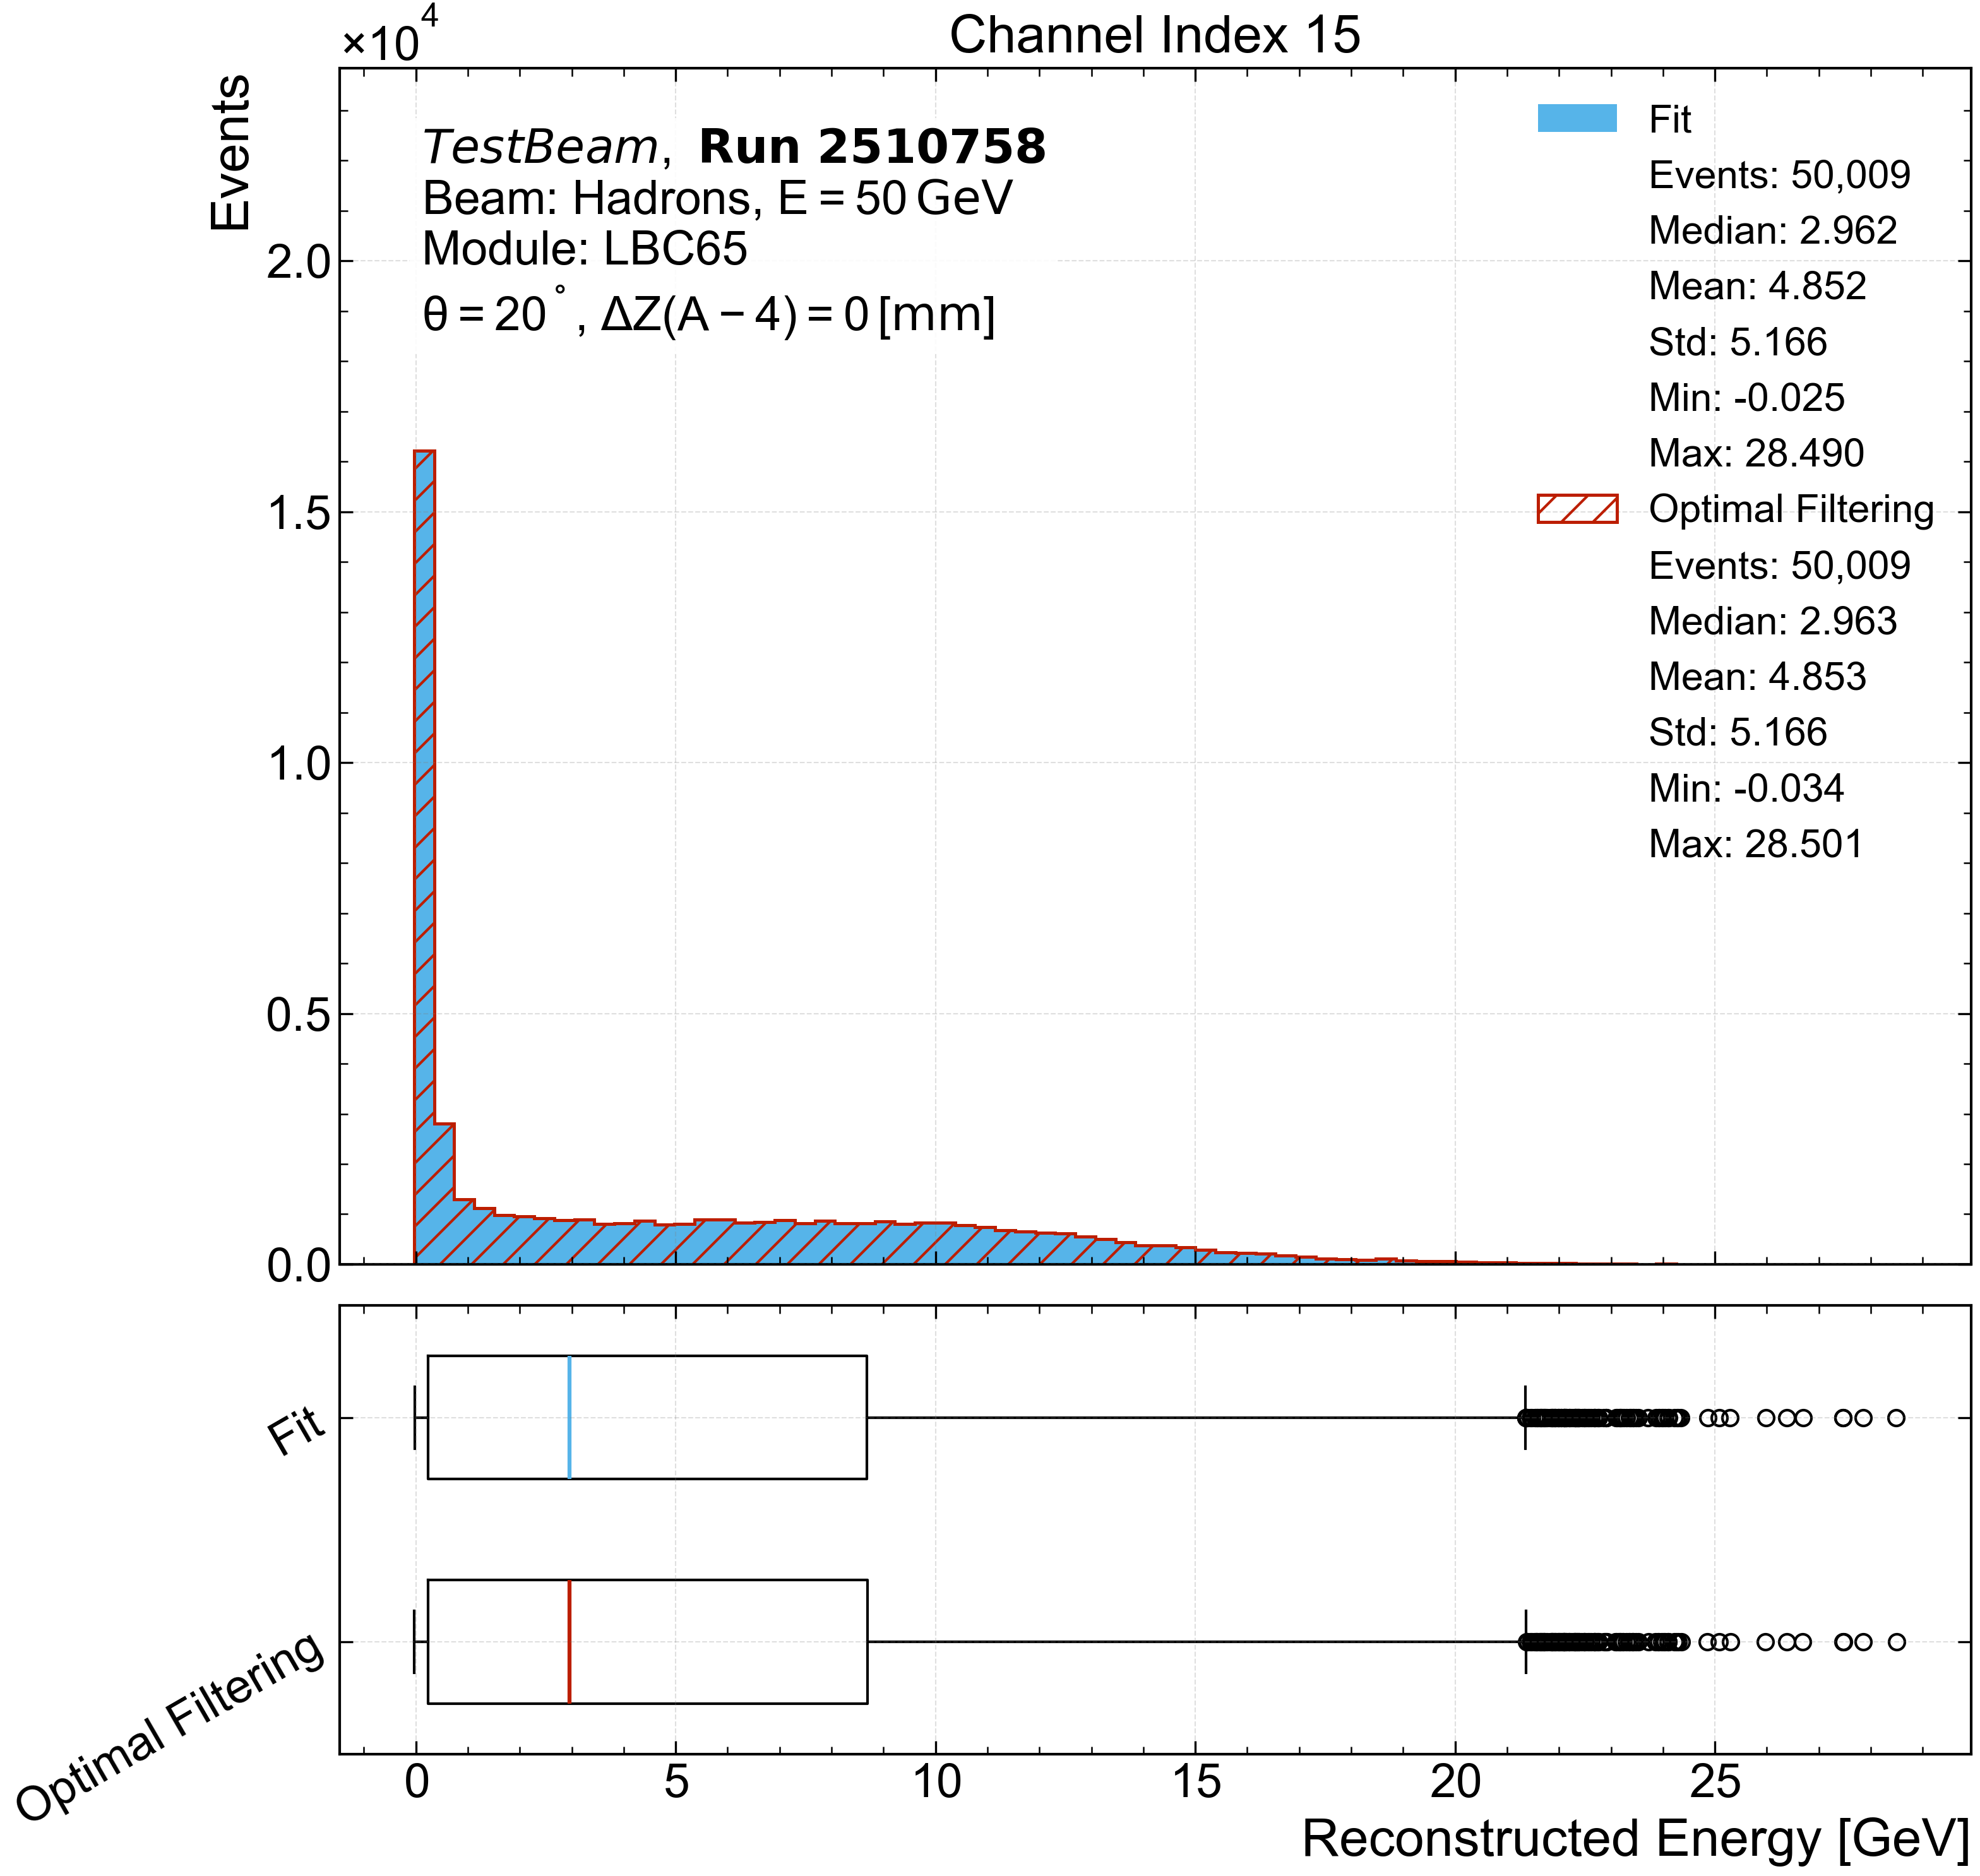 Channel Index 15
×10⁴
Events
TestBeam, Run 2510758
Beam: Hadrons, E = 50 GeV
Module: LBC65
θ = 20°, ΔZ(A − 4) = 0 [mm]
Fit
Events: 50,009
Median: 2.962
Mean: 4.852
Std: 5.166
Min: -0.025
Max: 28.490
Optimal Filtering
Events: 50,009
Median: 2.963
Mean: 4.853
Std: 5.166
Min: -0.034
Max: 28.501
2.0
1.5
1.0
0.5
0.0
Fit
Optimal Filtering
0 5 10 15 20 25
Reconstructed Energy [GeV]